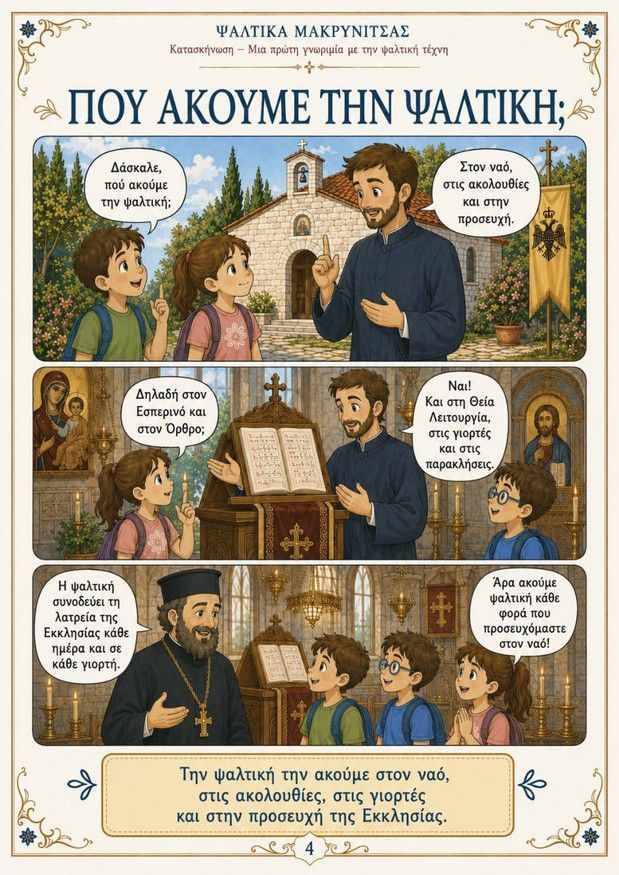 ΨΑΛΤΙΚΑ ΜΑΚΡΥΝΙΤΣΑΣ
Κατασκήνωση – Μια πρώτη γνωριμία με την ψαλτική τέχνη
ΠΟΥ ΑΚΟΥΜΕ ΤΗΝ ΨΑΛΤΙΚΗ;
Δάσκαλε,
πού ακούμε
την ψαλτική;
Στον ναό,
στις ακολουθίες
και στην
προσευχή.
Δηλαδή στον
Εσπερινό και
στον Όρθρο;
Ναι!
Και στη Θεία
Λειτουργία,
στις γιορτές
και στις
παρακλήσεις.
Η ψαλτική
συνοδεύει τη
λατρεία της
Εκκλησίας κάθε
ημέρα και σε
κάθε γιορτή.
Άρα ακούμε
ψαλτική κάθε
φορά που
προσευχόμαστε
στον ναό!
Την ψαλτική την ακούμε στον ναό,
στις ακολουθίες, στις γιορτές
και στην προσευχή της Εκκλησίας.
4